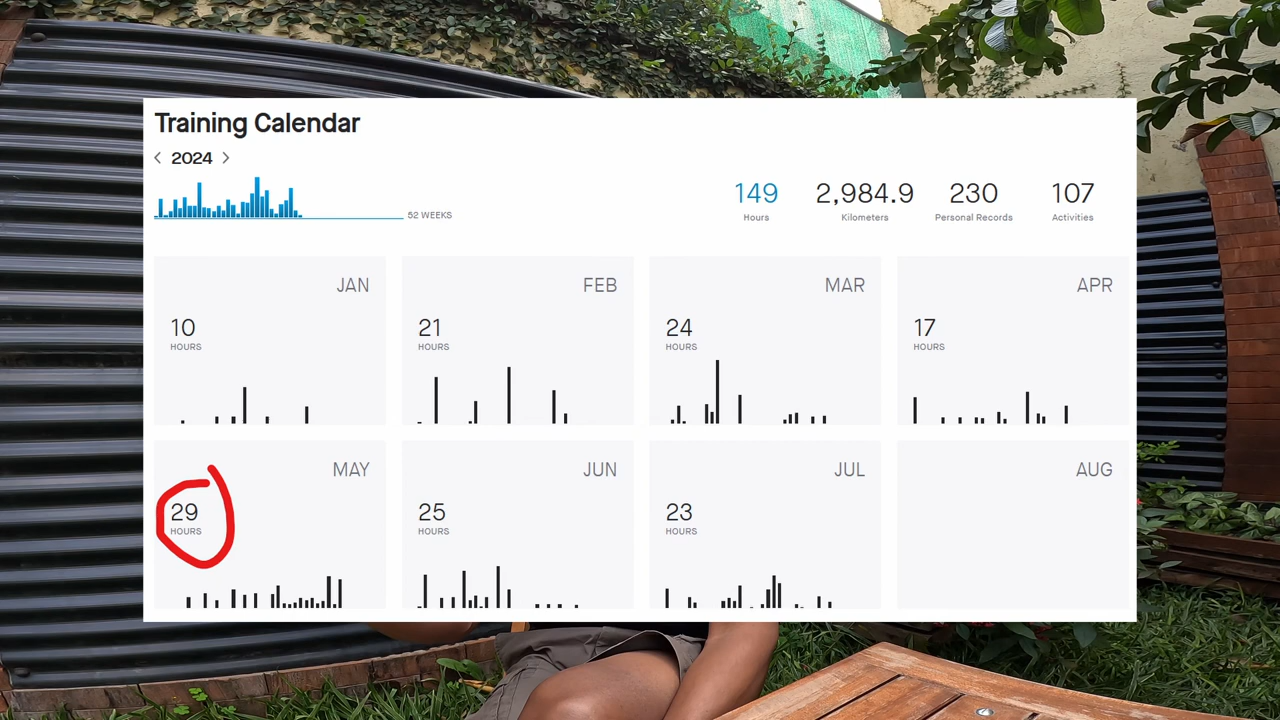 Training Calendar
2024
52 WEEKS
149 2,984.9 230 107
Hours Kilometers Personal Records Activities
JAN FEB MAR APR
10 21 24 17
HOURS HOURS HOURS HOURS
MAY JUN JUL AUG
29 25 23
HOURS HOURS HOURS